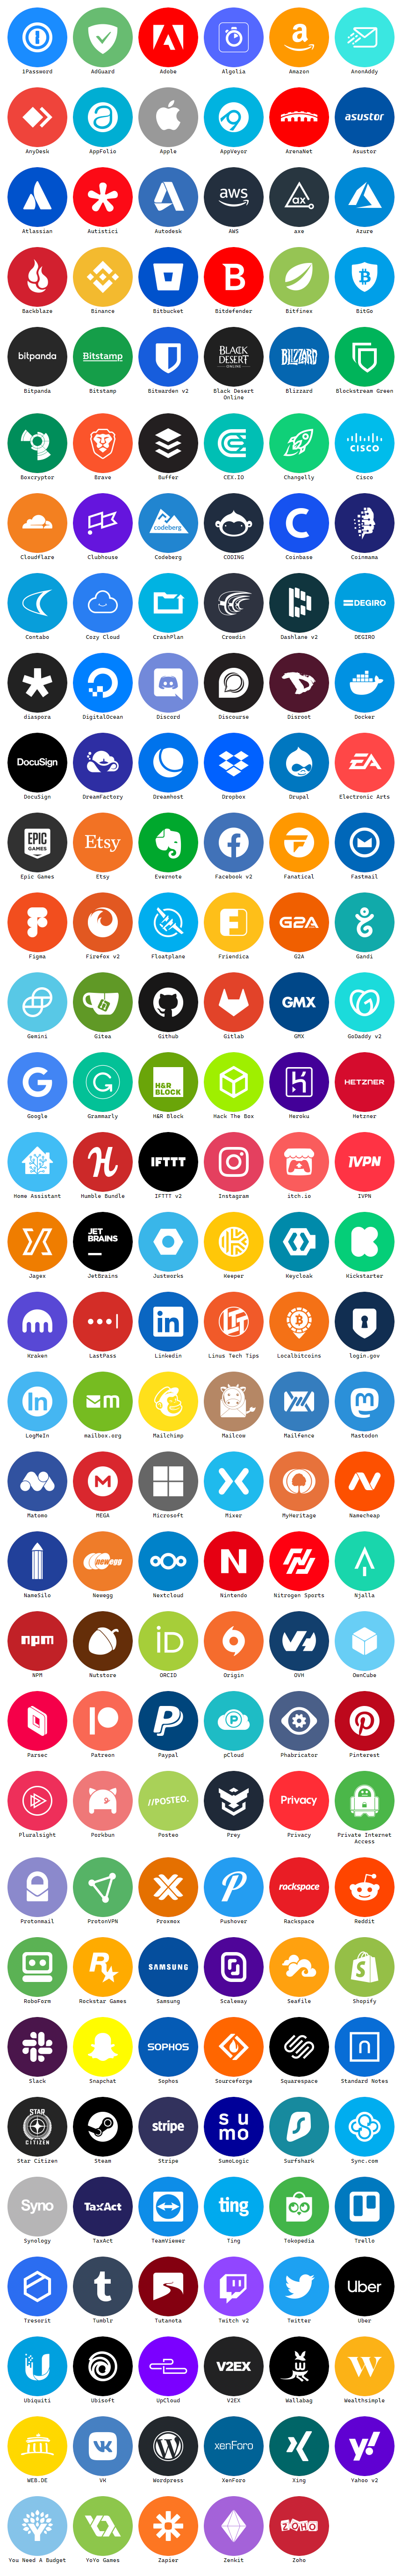 1Password AdGuard Adobe Algolia Amazon AnonAddy
asustor
AnyDesk AppFolio Apple AppVeyor ArenaNet Asustor
aws ax
Atlassian Autistici Autodesk AWS axe Azure
B
Backblaze Binance Bitbucket Bitdefender Bitfinex BitGo
bitpanda Bitstamp BLACK DESERT ONLINE BLIZZARD
Bitpanda Bitstamp Bitwarden v2 Black Desert Online Blizzard Blockstream Green
CISCO
Boxcryptor Brave Buffer CEX.IO Changelly Cisco
codeberg
Cloudflare Clubhouse Codeberg CODING Coinbase Coinmama
DEGIRO
Contabo Cozy Cloud CrashPlan Crowdin Dashlane v2 DEGIRO
diaspora DigitalOcean Discord Discourse Disroot Docker
DocuSign EA
DocuSign DreamFactory Dreamhost Dropbox Drupal Electronic Arts
EPIC GAMES Etsy
Epic Games Etsy Evernote Facebook v2 Fanatical Fastmail
G2A
Figma Firefox v2 Floatplane Friendica G2A Gandi
GMX
Gemini Gitea Github Gitlab GMX GoDaddy v2
G H&R BLOCK HETZNER
Google Grammarly H&R Block Hack The Box Heroku Hetzner
H IFTTT IVPN
Home Assistant Humble Bundle IFTTT v2 Instagram itch.io IVPN
JET BRAINS
Jagex JetBrains Justworks Keeper Keycloak Kickstarter
in LTT
Kraken LastPass Linkedin Linus Tech Tips Localbitcoins login.gov
In m
LogMeIn mailbox.org Mailchimp Mailcow Mailfence Mastodon
M
Matomo MEGA Microsoft Mixer MyHeritage Namecheap
newegg N
NameSilo Newegg Nextcloud Nintendo Nitrogen Sports Njalla
npm iD
NPM Nutstore ORCID Origin OVH OwnCube
Parsec Patreon Paypal pCloud Phabricator Pinterest
//POSTEO. Privacy
Pluralsight Porkbun Posteo Prey Privacy Private Internet Access
rackspace
Protonmail ProtonVPN Proxmox Pushover Rackspace Reddit
R SAMSUNG S
RoboForm Rockstar Games Samsung Scaleway Seafile Shopify
SOPHOS n
Slack Snapchat Sophos Sourceforge Squarespace Standard Notes
STAR CITIZEN stripe su mo
Star Citizen Steam Stripe SumoLogic Surfshark Sync.com
Syno TaxAct ting
Synology TaxAct TeamViewer Ting Tokopedia Trello
t Uber
Tresorit Tumblr Tutanota Twitch v2 Twitter Uber
V2EX W
Ubiquiti Ubisoft UpCloud V2EX Wallabag Wealthsimple
VK W xenForo y!
WEB.DE VK Wordpress XenForo Xing Yahoo v2
ZOHO
You Need A Budget YoYo Games Zapier Zenkit Zoho